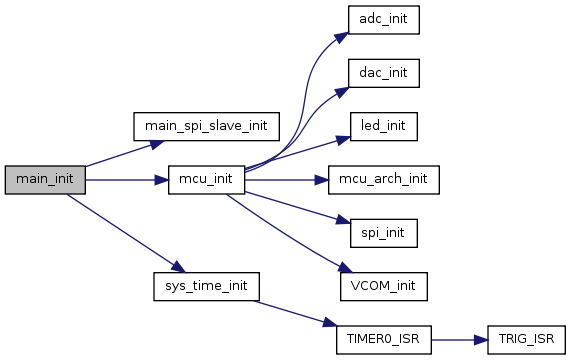 adc_init
dac_init
main_spi_slave_init
led_init
main_init
mcu_init
mcu_arch_init
spi_init
sys_time_init
VCOM_init
TIMER0_ISR
TRIG_ISR